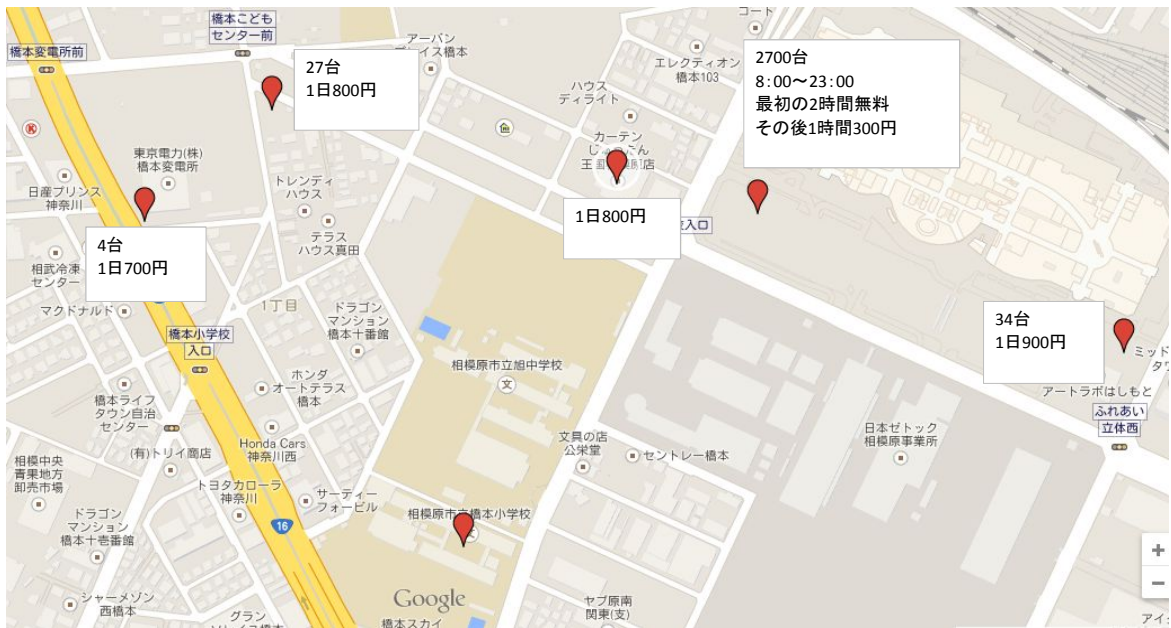 橋本こども
センター前
橋本変電所前
27台
1日800円
アーバン
コート
エレクティオン
橋本103
2700台
8:00～23:00
最初の2時間無料
その後1時間300円
ハウス
ディライト
カーテン
東京電力(株)
橋本変電所
日産プリンス
神奈川
トレンディ
ハウス
テラス
ハウス真田
1日800円
入口
4台
1日700円
相武冷凍
センター
マクドナルド
1丁目
ドラゴン
マンション
橋本十番館
橋本小学校
入口
34台
1日900円
相模原市立旭中学校
ホンダ
オートテラス
橋本
アートラボはしもと
ふれあい
立体西
橋本ライフ
タウン自治
センター
日本ゼトック
相模原事業所
文具の店
公栄堂
セントレー橋本
Honda Cars
神奈川西
(有)トリイ商店
相模中央
青果地方
卸売市場
トヨタカローラ
神奈川
サーティー
フォービル
相模原市立橋本小学校
16
ドラゴン
マンション
橋本十壱番館
シャーメゾン
西橋本
グラン
Google
橋本スカイ
ヤブ原南
関東(支)
+
−